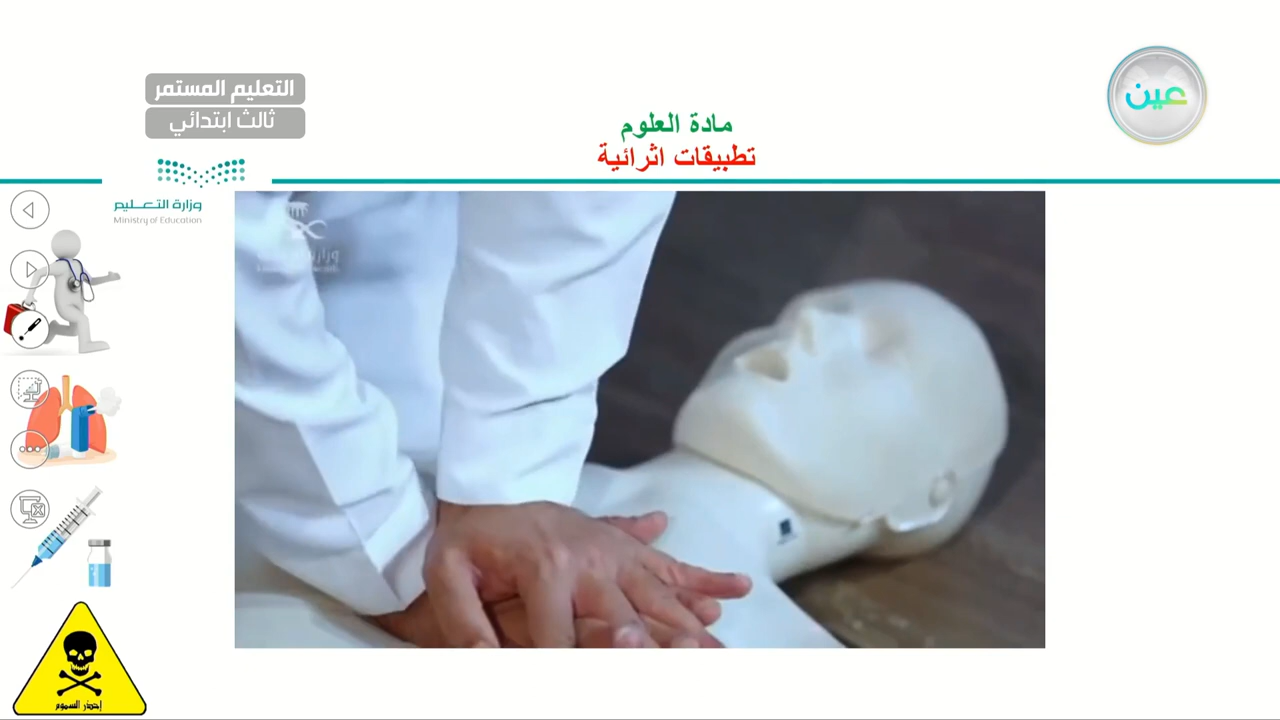 التعليم المستمر
ثالث ابتدائي
عين
مادة العلوم
تطبيقات اثرائية
وزارة التعليم
Ministry of Education
إحذر السموم